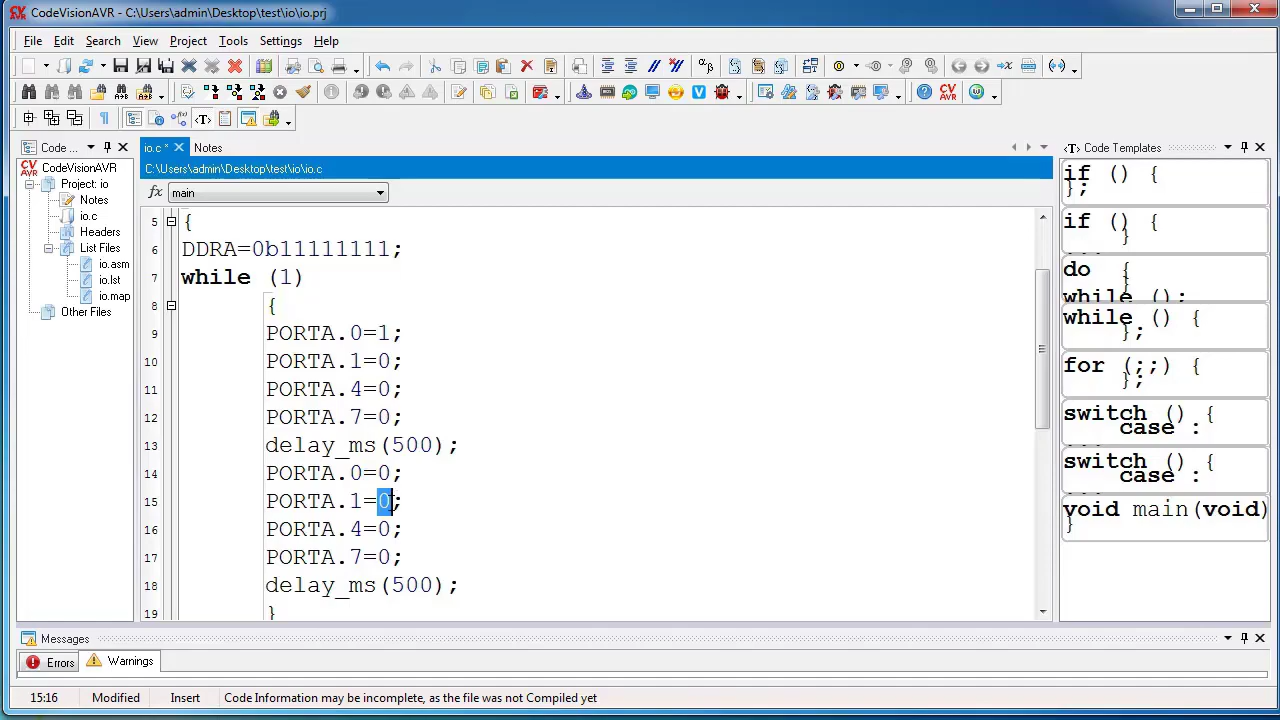 CodeVisionAVR - C:\Users\admin\Desktop\test\io\io.prj
File Edit Search View Project Tools Settings Help
Code ...
io.c * Notes
Code Templates
C:\Users\admin\Desktop\test\io\io.c
main
CodeVisionAVR
Project: io
Notes
io.c
Headers
List Files
io.asm
io.lst
io.map
Other Files
5 {
6 DDRA=0b11111111;
7 while (1)
8 {
9 PORTA.0=1;
10 PORTA.1=0;
11 PORTA.4=0;
12 PORTA.7=0;
13 delay_ms(500);
14 PORTA.0=0;
15 PORTA.1=0;
16 PORTA.4=0;
17 PORTA.7=0;
18 delay_ms(500);
19 }
if () {
};
if () {
}
do {
}
while ();
while () {
};
for (;;) {
};
switch () {
case :
switch () {
case :
void main(void)
}
Messages
Errors Warnings
15:16 Modified Insert Code Information may be incomplete, as the file was not Compiled yet